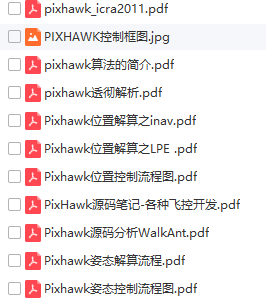 pixhawk_icra2011.pdf
PIXHAWK控制框图.jpg
pixhawk算法的简介.pdf
pixhawk透彻解析.pdf
Pixhawk位置解算之inav.pdf
Pixhawk位置解算之LPE .pdf
Pixhawk位置控制流程图.pdf
PixHawk源码笔记-各种飞控开发.pdf
Pixhawk源码分析WalkAnt.pdf
Pixhawk姿态解算流程.pdf
Pixhawk姿态控制流程图.pdf